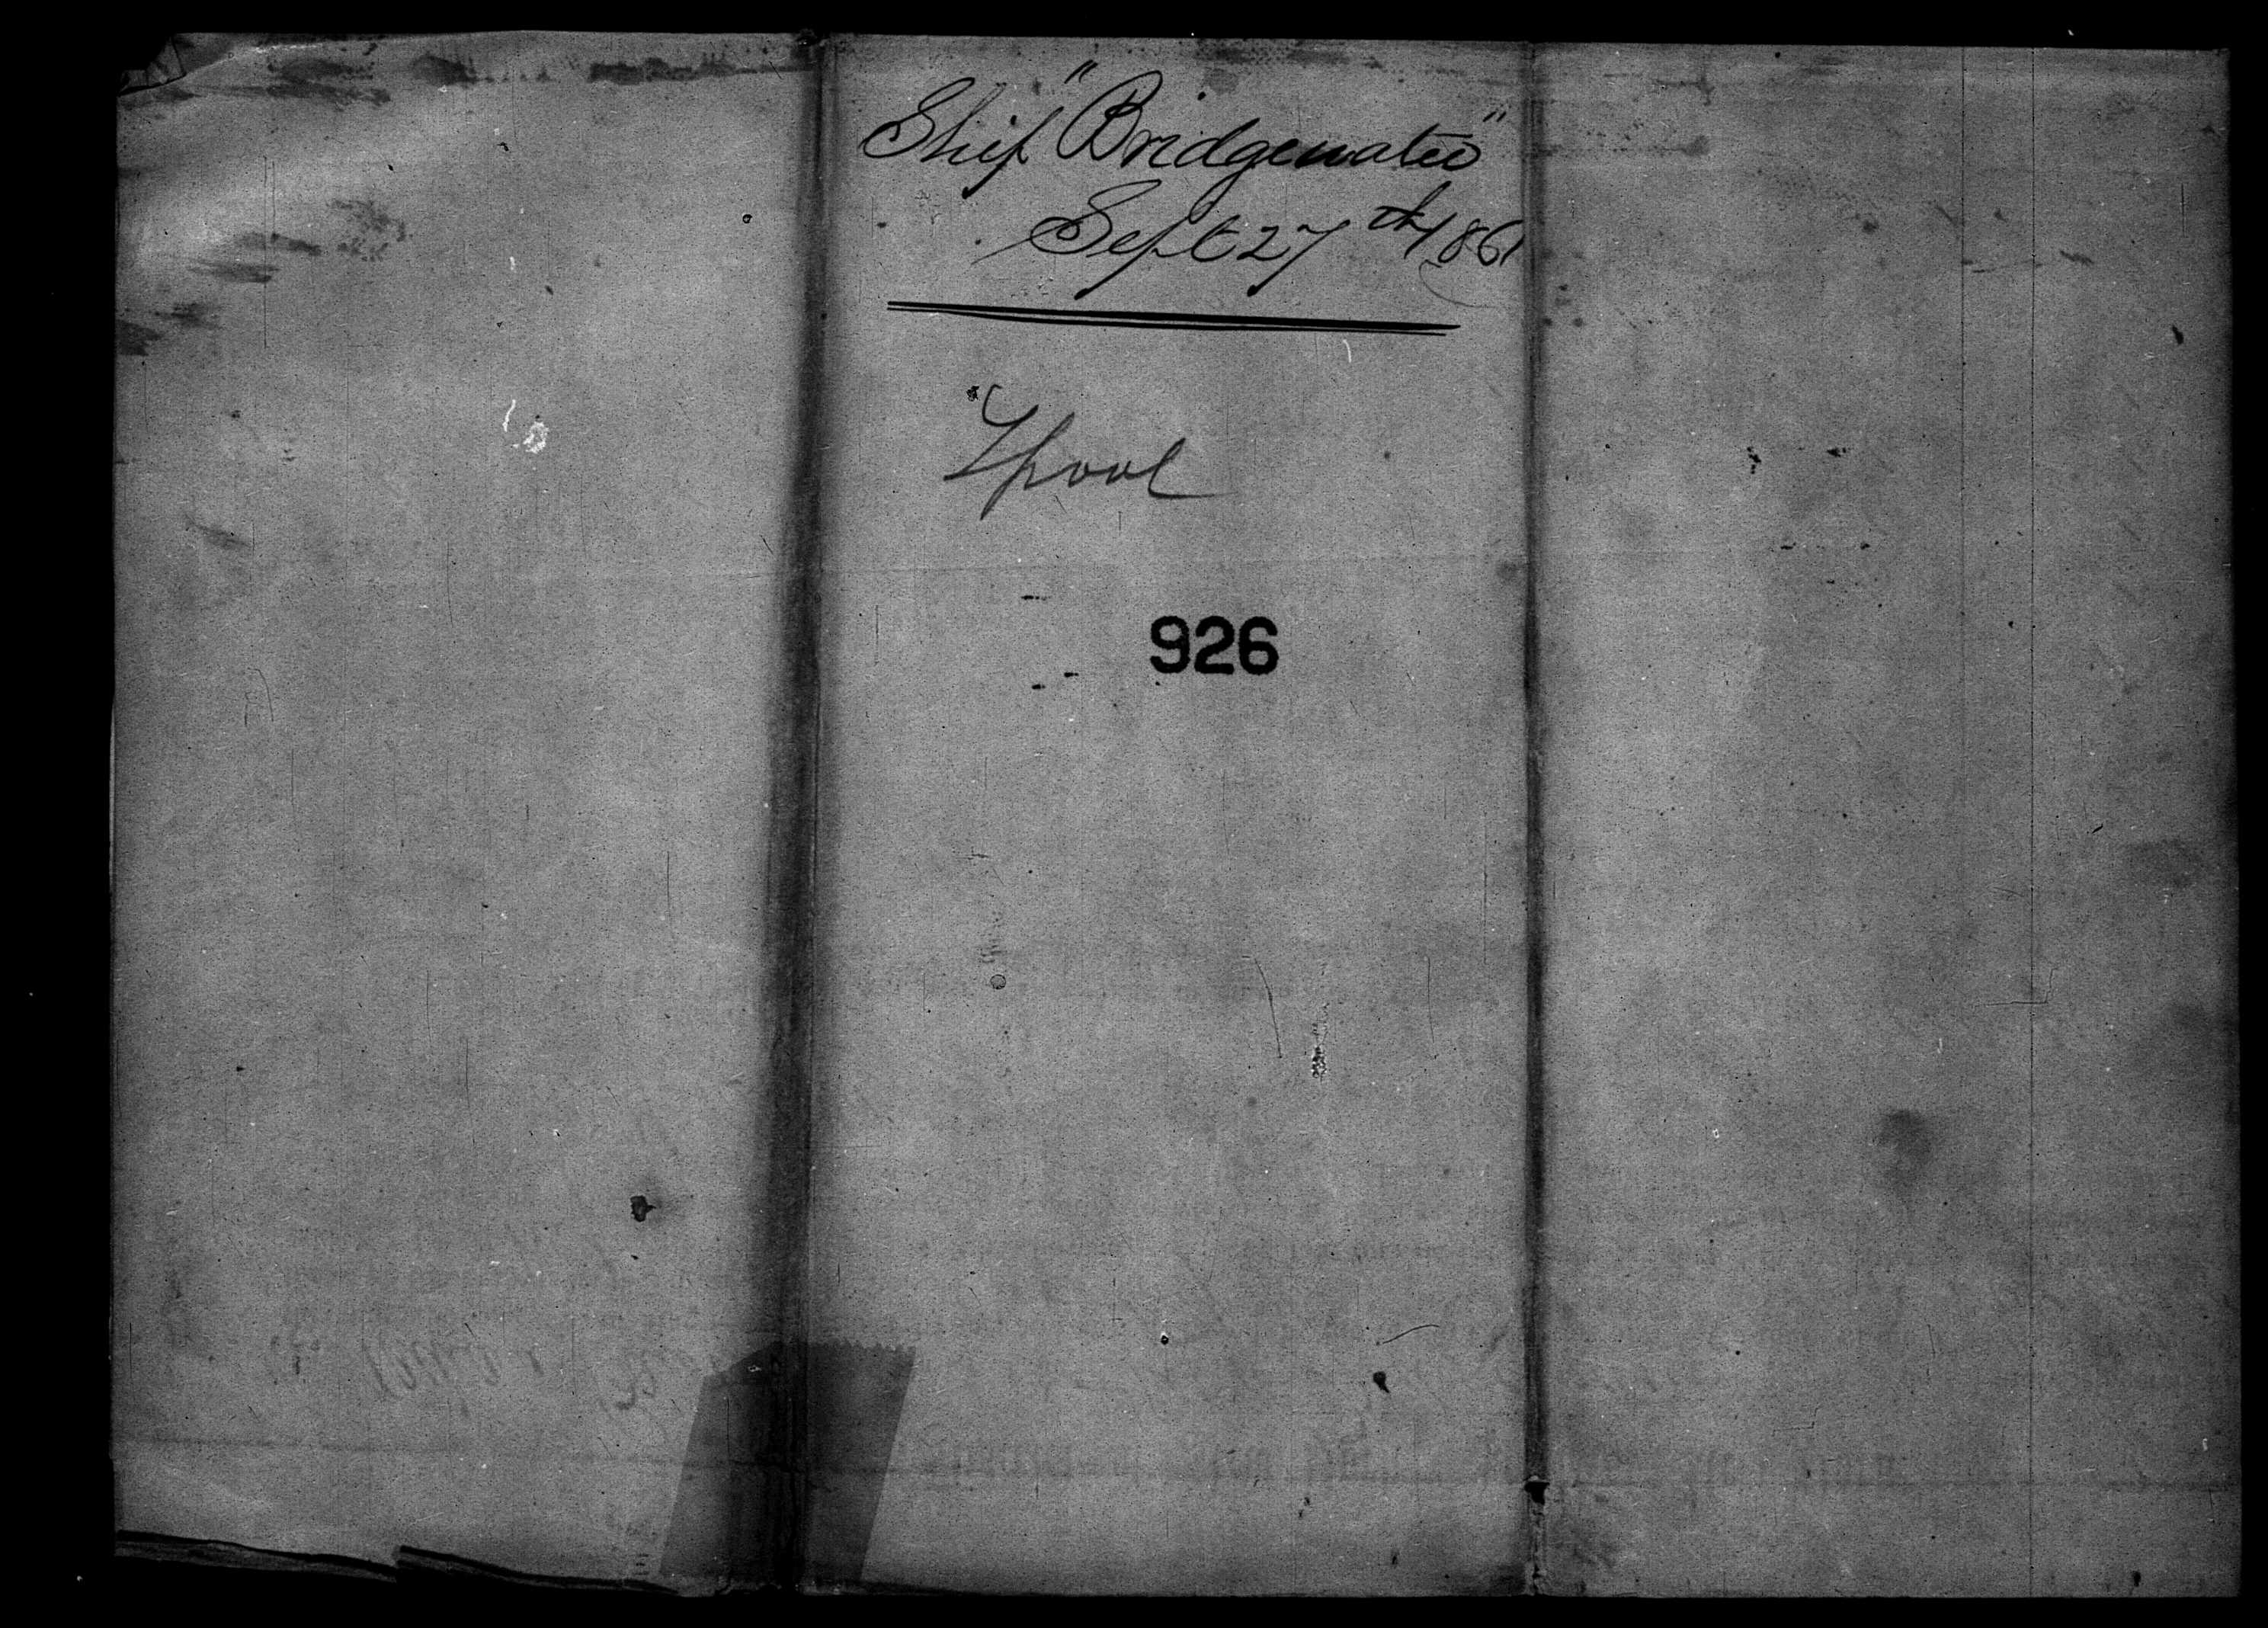 Ship "Bridgewater"
Sept 27th 1861
Lpool
926